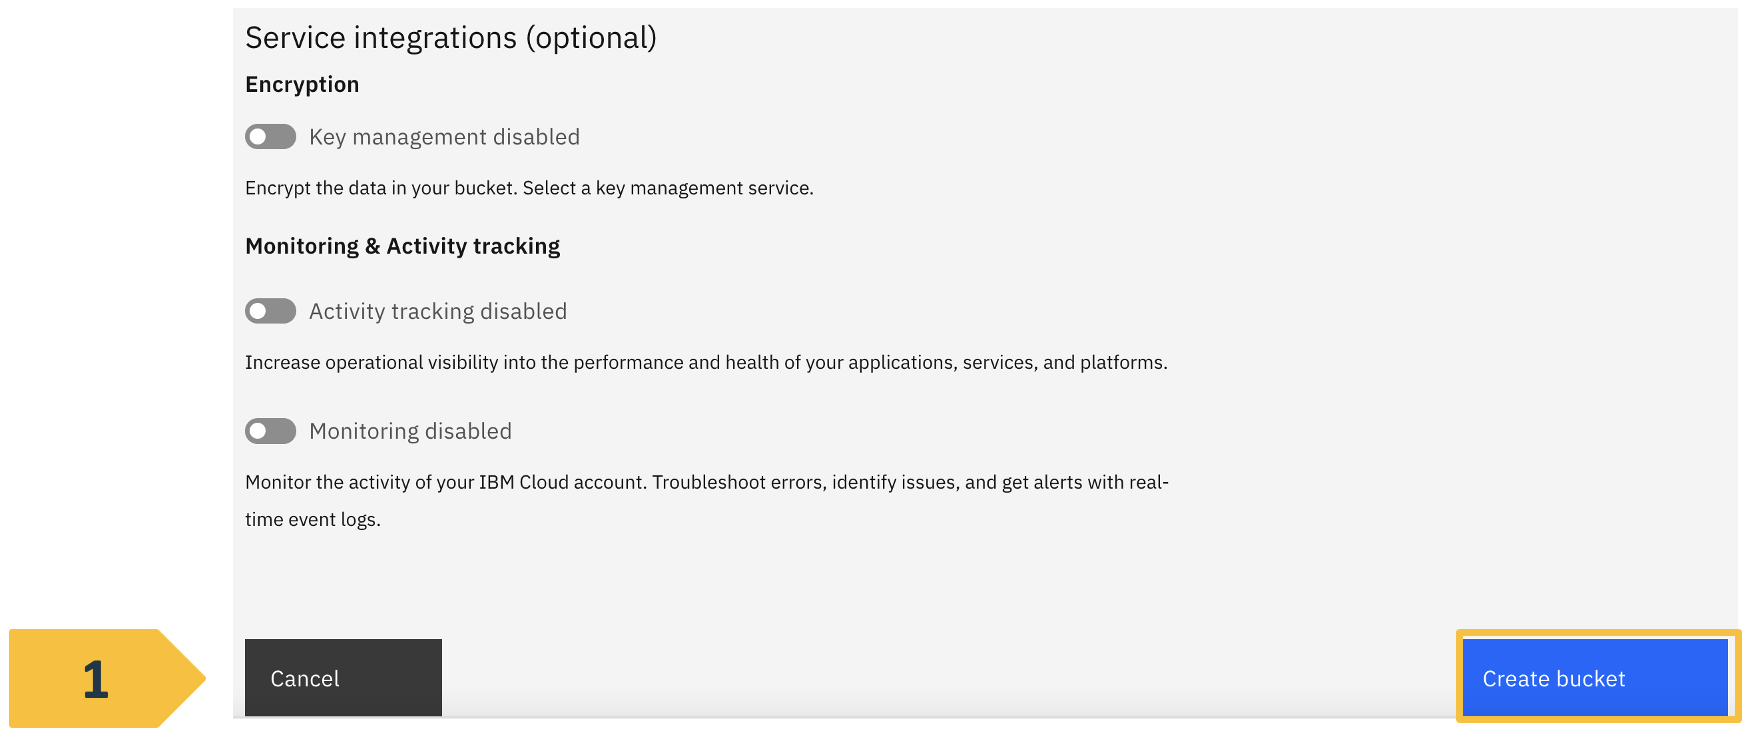 Service integrations (optional)
Encryption
Key management disabled
Encrypt the data in your bucket. Select a key management service.
Monitoring & Activity tracking
Activity tracking disabled
Increase operational visibility into the performance and health of your applications, services, and platforms.
Monitoring disabled
Monitor the activity of your IBM Cloud account. Troubleshoot errors, identify issues, and get alerts with real-
time event logs.
1
Cancel
Create bucket